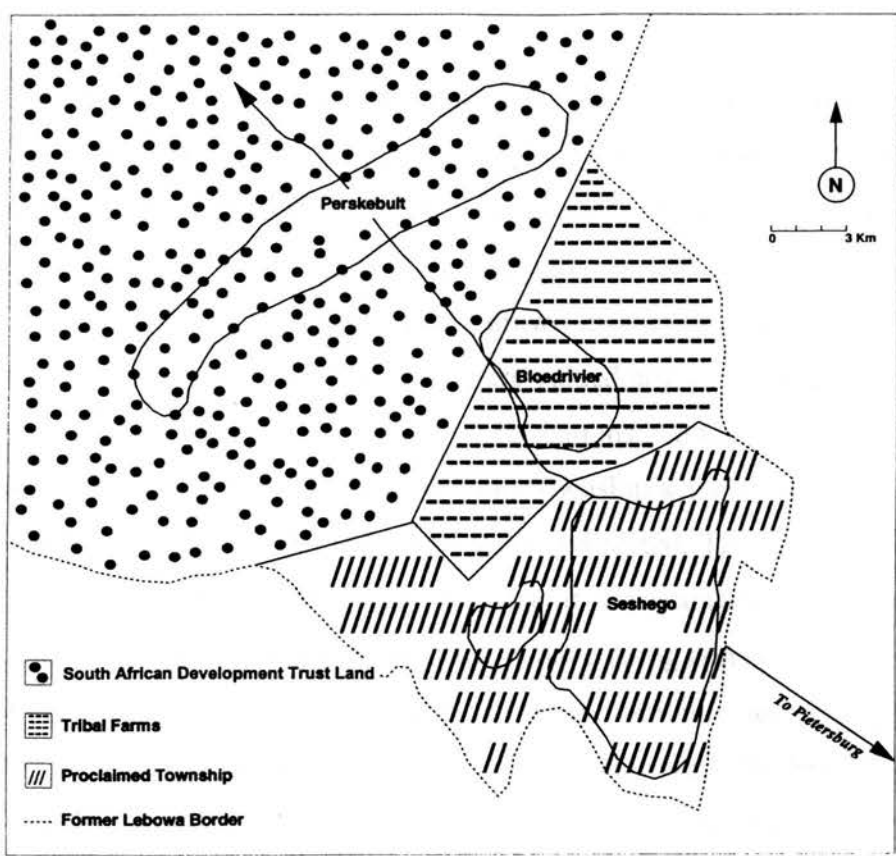 Perskebult
N
0 3 Km
Bloedrivier
Seshego
To Pietersburg
South African Development Trust Land
Tribal Farms
Proclaimed Township
Former Lebowa Border